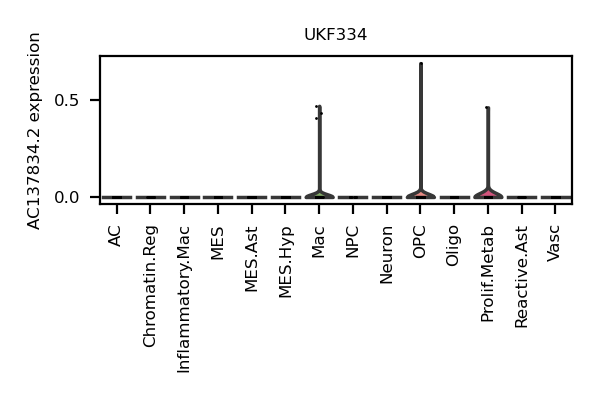 UKF334
AC137834.2 expression
0.5
0.0
AC
Chromatin.Reg
Inflammatory.Mac
MES
MES.Ast
MES.Hyp
Mac
NPC
Neuron
OPC
Oligo
Prolif.Metab
Reactive.Ast
Vasc